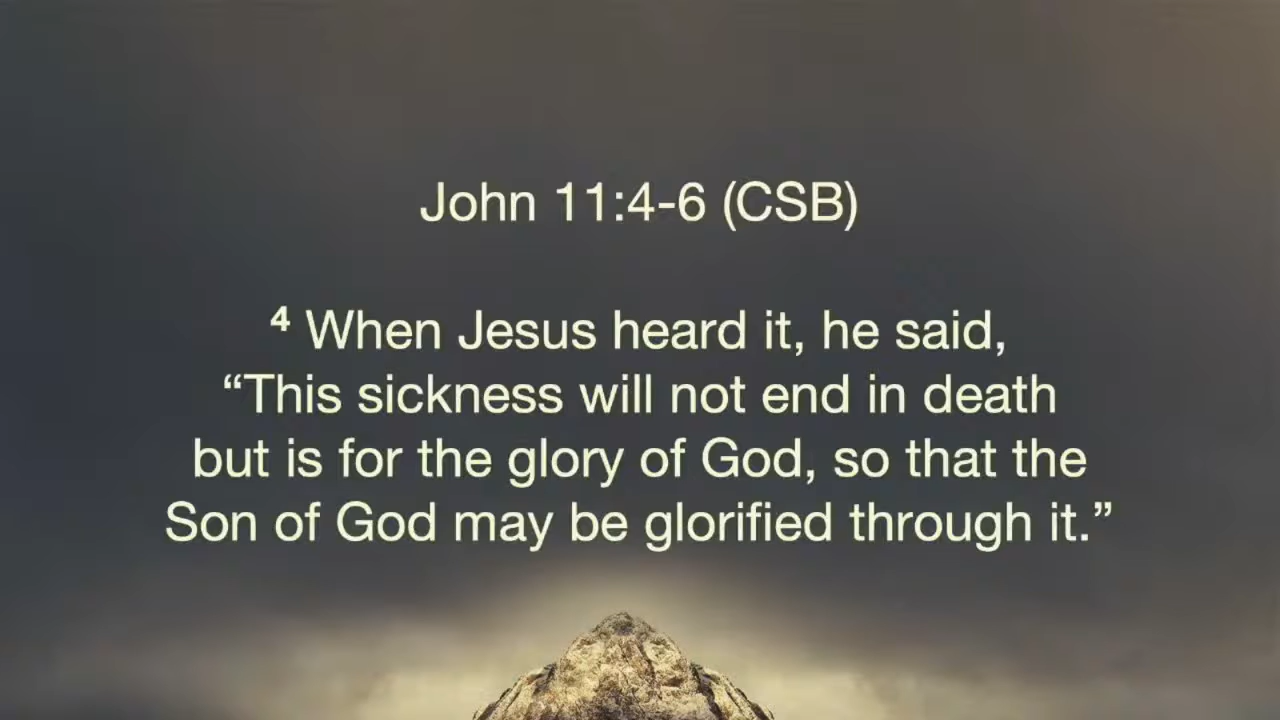 John 11:4-6 (CSB)
⁴ When Jesus heard it, he said,
“This sickness will not end in death
but is for the glory of God, so that the
Son of God may be glorified through it.”